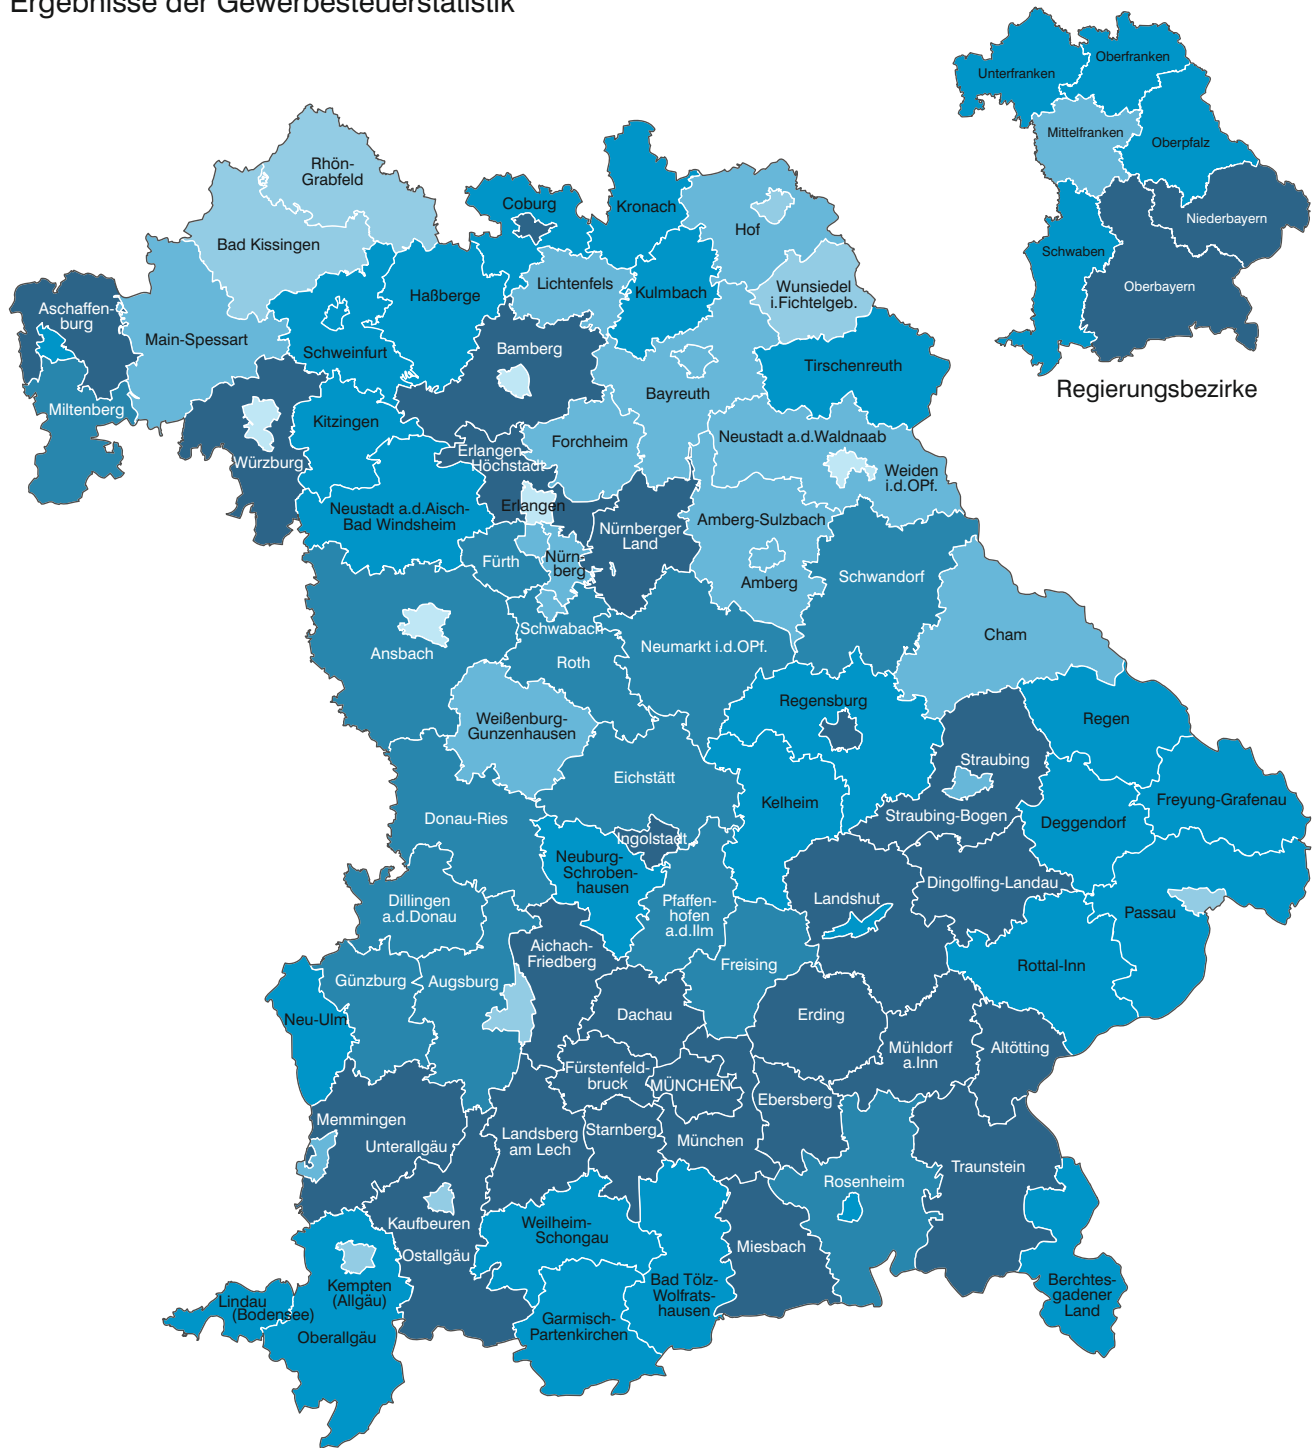 Ergebnisse der Gewerbesteuerstatistik
Unterfranken
Oberfranken
Mittelfranken
Oberpfalz
Niederbayern
Schwaben
Oberbayern
Regierungsbezirke
Rhön-
Grabfeld
Bad Kissingen
Coburg
Kronach
Hof
Lichtenfels
Kulmbach
Wunsiedel
i.Fichtelgeb.
Haßberge
Aschaffen-
burg
Main-Spessart
Schweinfurt
Bamberg
Tirschenreuth
Bayreuth
Miltenberg
Kitzingen
Forchheim
Neustadt a.d.Waldnaab
Erlangen-
Höchstadt
Würzburg
Weiden
i.d.OPf.
Neustadt a.d.Aisch-
Bad Windsheim
Erlangen
Nürnberger
Land
Amberg-Sulzbach
Fürth
Nürn-
berg
Amberg
Schwandorf
Schwabach
Roth
Neumarkt i.d.OPf.
Cham
Ansbach
Regensburg
Weißenburg-
Gunzenhausen
Regen
Straubing
Eichstätt
Kelheim
Freyung-Grafenau
Donau-Ries
Straubing-Bogen
Deggendorf
Ingolstadt
Neuburg-
Schroben-
hausen
Dingolfing-Landau
Landshut
Passau
Dillingen
a.d.Donau
Pfaffen-
hofen
a.d.Ilm
Aichach-
Friedberg
Freising
Rottal-Inn
Günzburg
Augsburg
Neu-Ulm
Dachau
Erding
Mühldorf
a.Inn
Altötting
Fürstenfeld-
bruck
MÜNCHEN
Ebersberg
Memmingen
Unterallgäu
Landsberg
am Lech
Starnberg
München
Traunstein
Rosenheim
Kaufbeuren
Ostallgäu
Weilheim-
Schongau
Miesbach
Kempten
(Allgäu)
Bad Tölz-
Wolfrats-
hausen
Berchtes-
gadener
Land
Lindau
(Bodensee)
Oberallgäu
Garmisch-
Partenkirchen